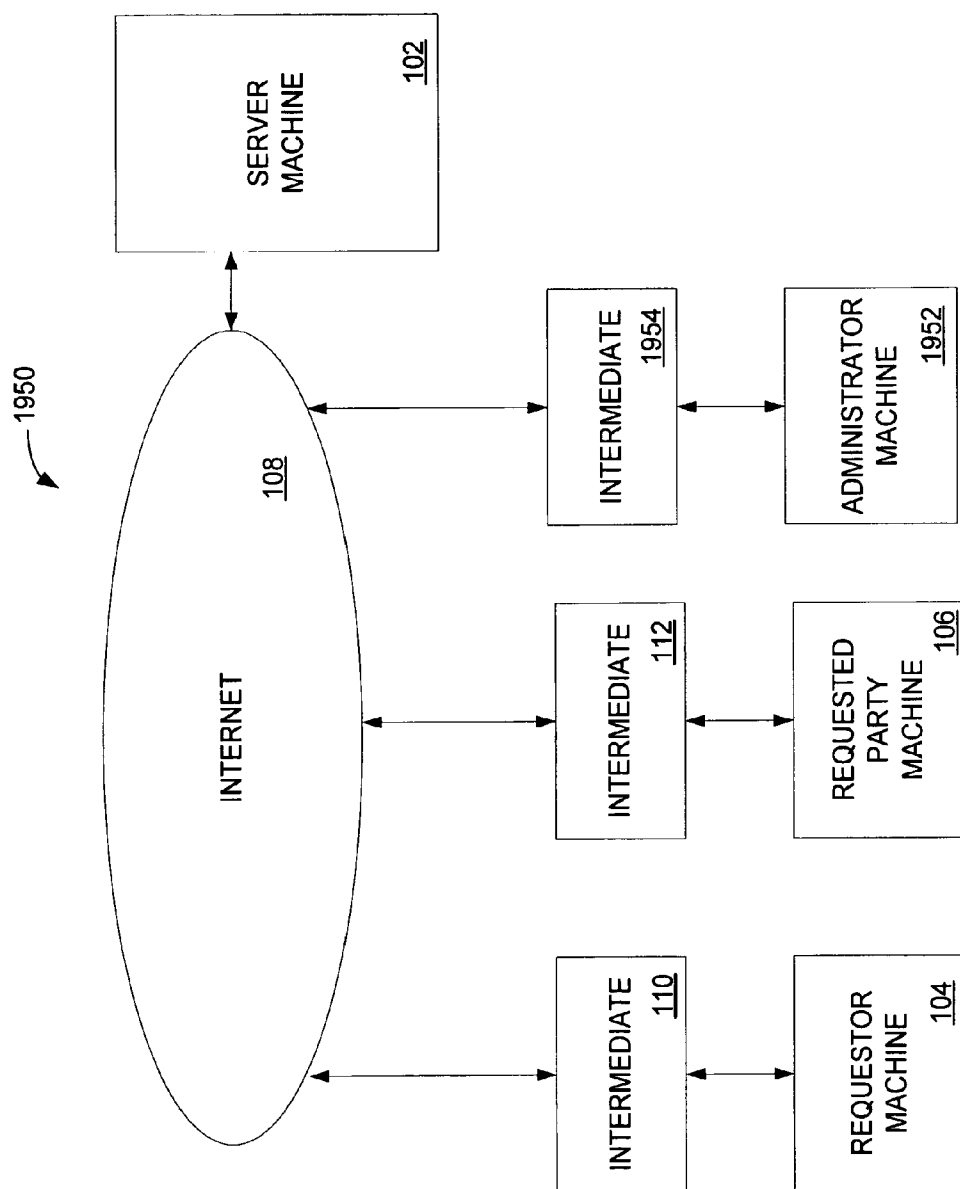 1950
INTERNET
108
SERVER
MACHINE
102
INTERMEDIATE
110
INTERMEDIATE
112
INTERMEDIATE
1954
REQUESTOR
MACHINE
104
REQUESTED
PARTY
MACHINE
106
ADMINISTRATOR
MACHINE
1952